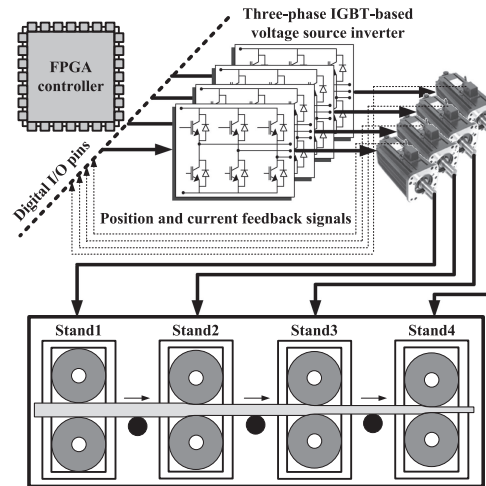 Three-phase IGBT-based
voltage source inverter
FPGA
controller
Digital I/O pins
Position and current feedback signals
Stand1
Stand2
Stand3
Stand4